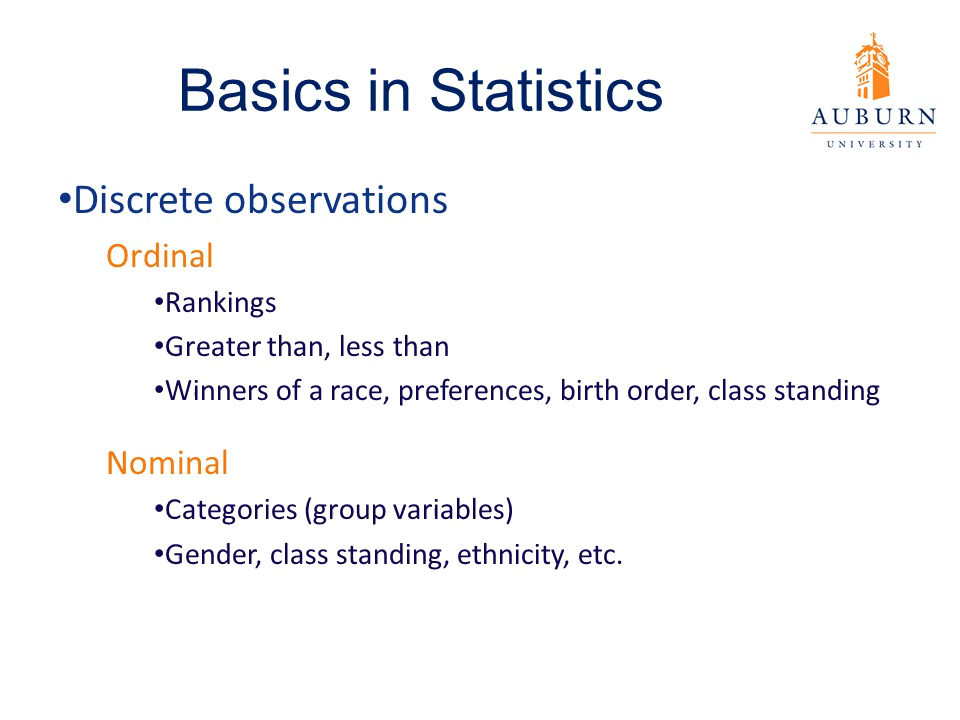 Basics in Statistics
AUBURN
UNIVERSITY
•Discrete observations
Ordinal
•Rankings
•Greater than, less than
•Winners of a race, preferences, birth order, class standing
Nominal
•Categories (group variables)
•Gender, class standing, ethnicity, etc.